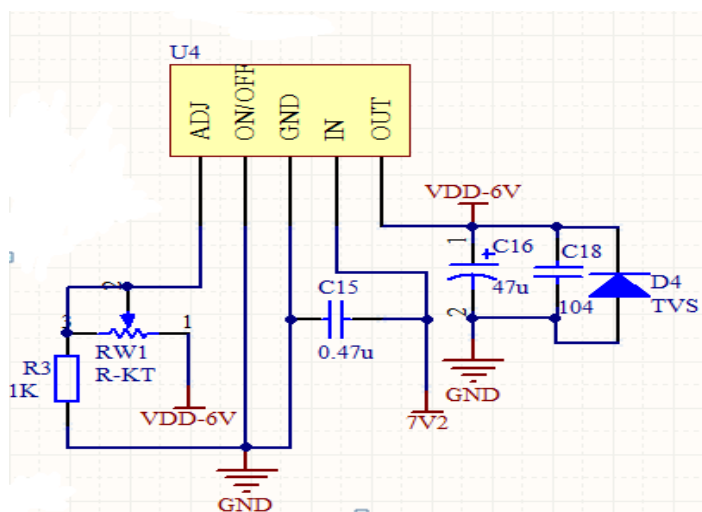 U4
ADJ
ON/OFF
GND
IN
OUT
VDD-6V
1
C16
47u
2
C18
104
D4
TVS
GND
C15
0.47u
7V2
2
3
1
RW1
R-KT
R3
1K
VDD-6V
GND